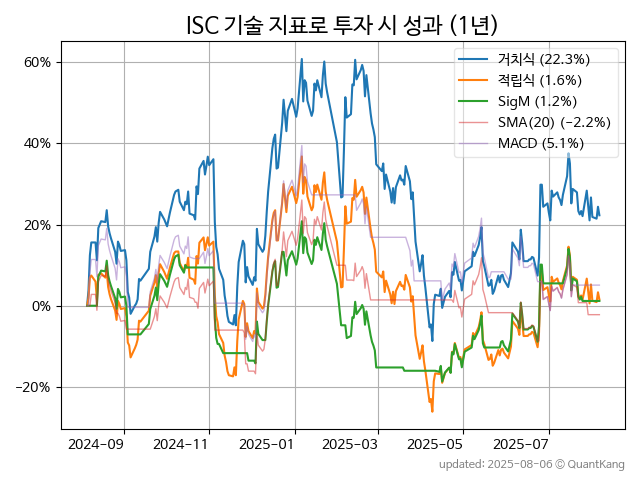 ISC 기술 지표로 투자 시 성과 (1년)
거치식 (22.3%)
적립식 (1.6%)
SigM (1.2%)
SMA(20) (−2.2%)
MACD (5.1%)
60%
40%
20%
0%
−20%
2024-09 2024-11 2025-01 2025-03 2025-05 2025-07
updated: 2025-08-06 © QuantKang